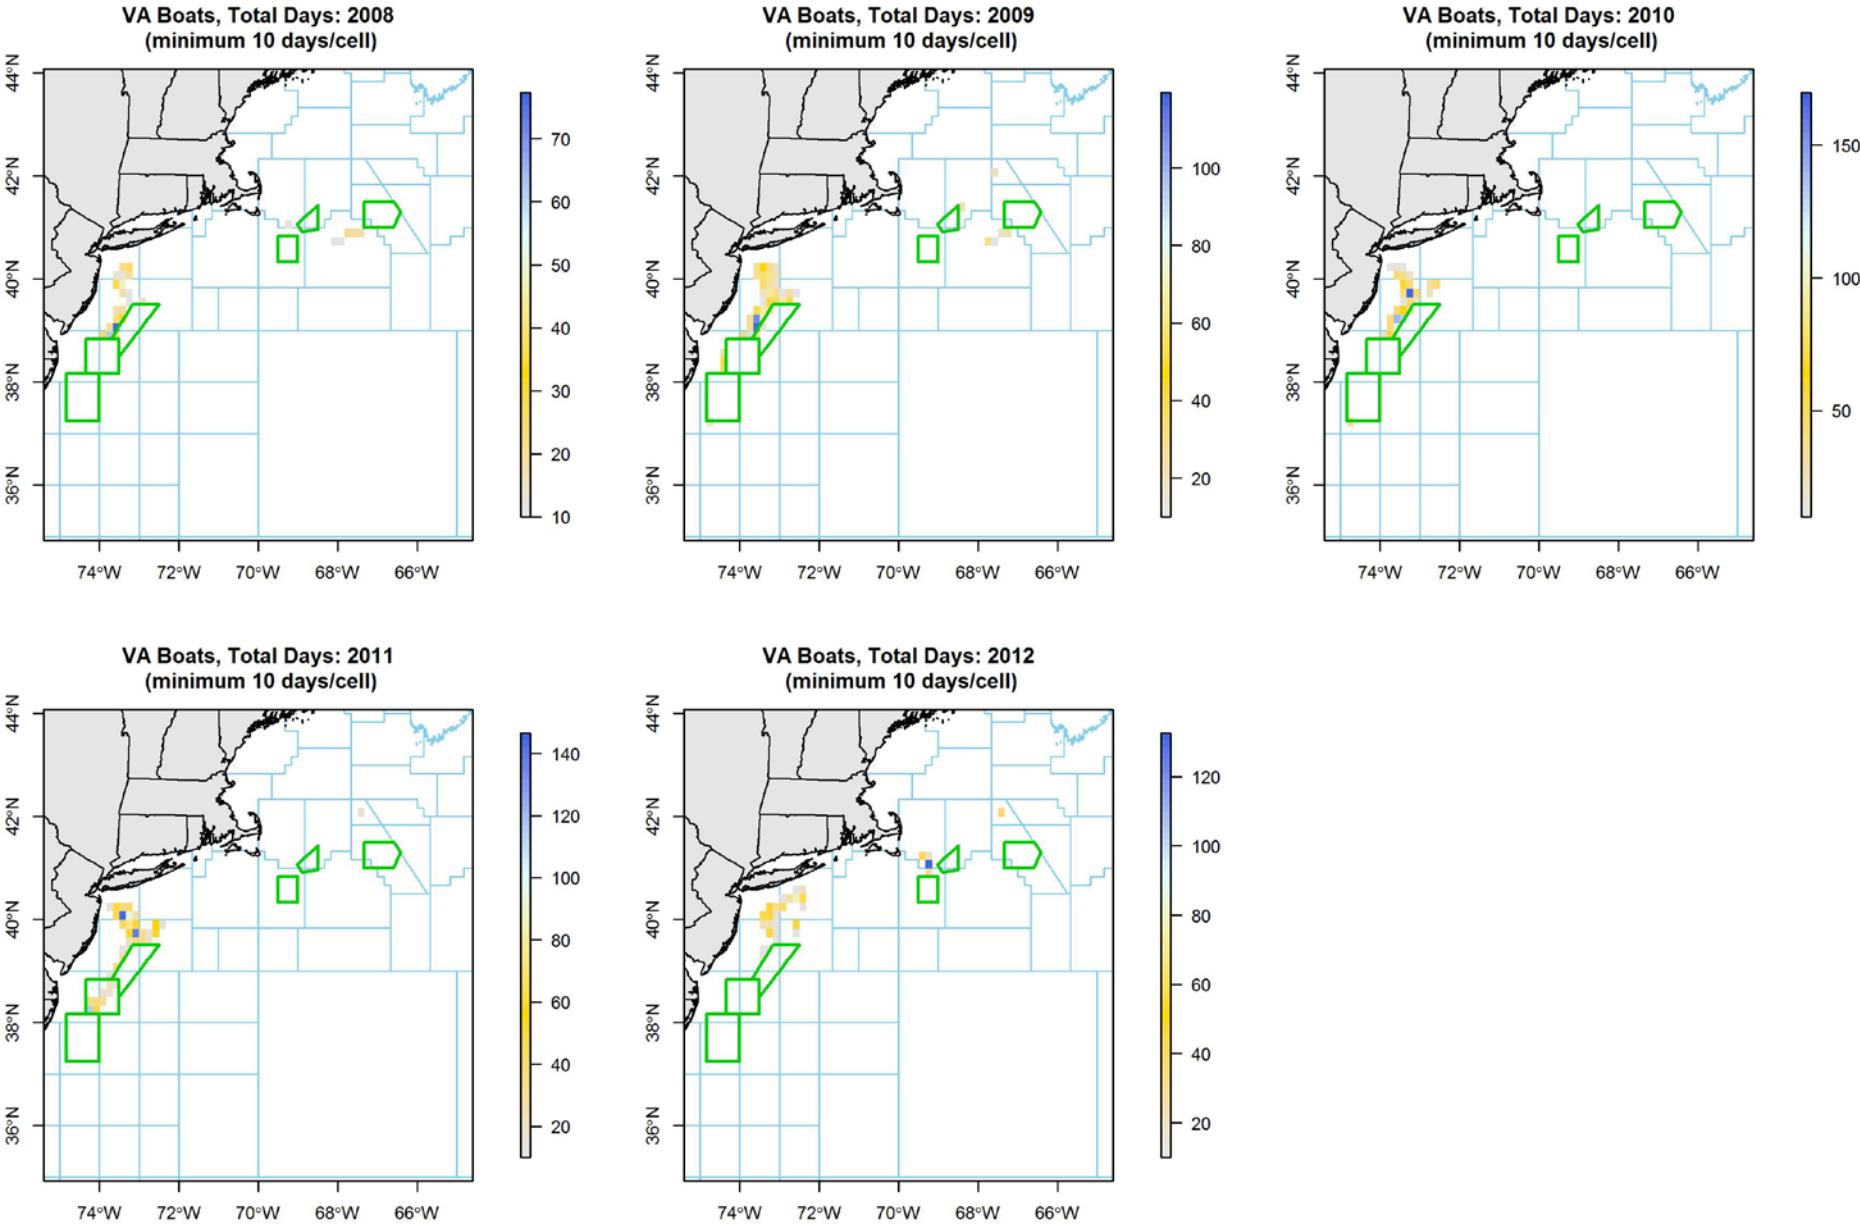 VA Boats, Total Days: 2008
(minimum 10 days/cell)
44°N
42°N
40°N
38°N
36°N
74°W
72°W
70°W
68°W
66°W
70
60
50
40
30
20
10
VA Boats, Total Days: 2009
(minimum 10 days/cell)
44°N
42°N
40°N
38°N
36°N
74°W
72°W
70°W
68°W
66°W
100
80
60
40
20
VA Boats, Total Days: 2010
(minimum 10 days/cell)
44°N
42°N
40°N
38°N
36°N
74°W
72°W
70°W
68°W
66°W
150
100
50
VA Boats, Total Days: 2011
(minimum 10 days/cell)
44°N
42°N
40°N
38°N
36°N
74°W
72°W
70°W
68°W
66°W
140
120
100
80
60
40
20
VA Boats, Total Days: 2012
(minimum 10 days/cell)
44°N
42°N
40°N
38°N
36°N
74°W
72°W
70°W
68°W
66°W
120
100
80
60
40
20